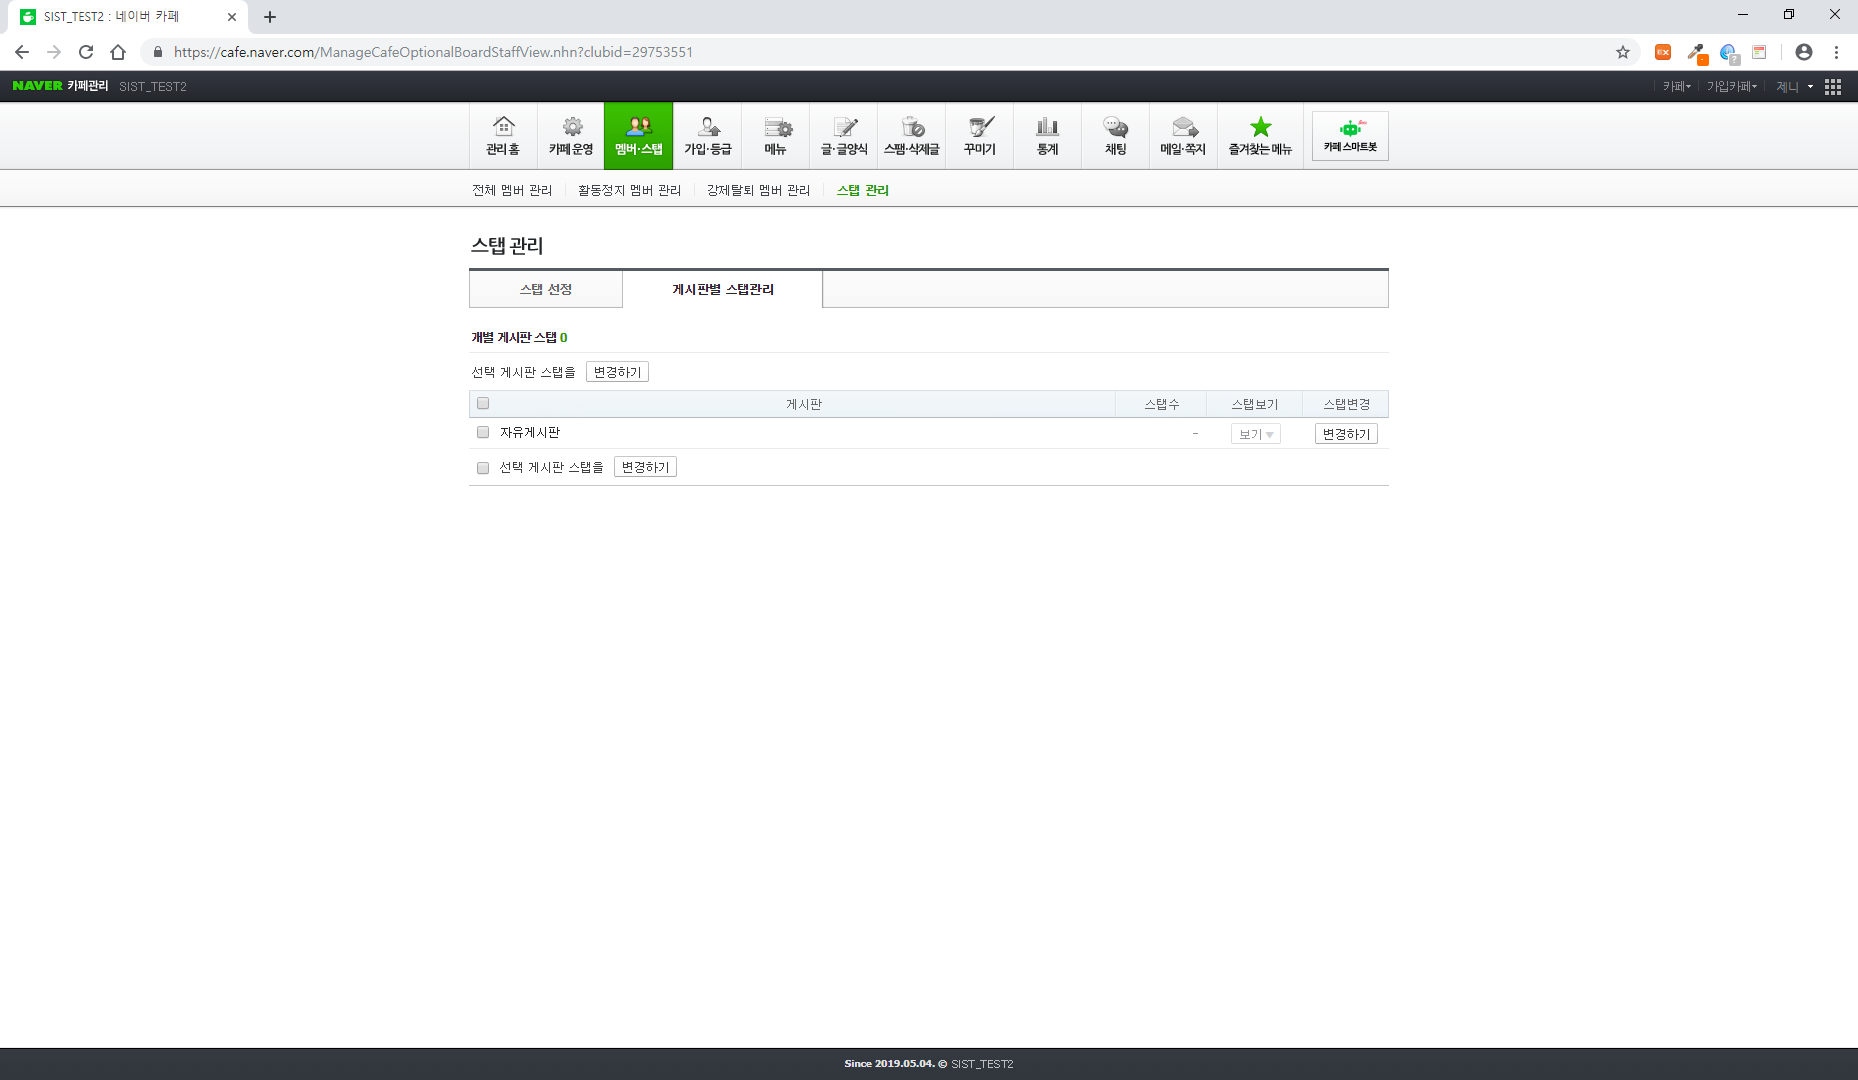 SIST_TEST2 : 네이버 카페
https://cafe.naver.com/ManageCafeOptionalBoardStaffView.nhn?clubid=29753551
NAVER 카페관리 SIST_TEST2 카페 가입카페 제니
관리 홈 카페 운영 멤버·스탭 가입·등급 메뉴 글·글양식 스팸·삭제글 꾸미기 통계 채팅 메일·쪽지 즐겨찾는 메뉴 카페 스마트봇
전체 멤버 관리 활동정지 멤버 관리 강제탈퇴 멤버 관리 스탭 관리
스탭 관리
스탭 선정 게시판별 스탭관리
개별 게시판 스탭 0
선택 게시판 스탭을 변경하기
게시판 스탭수 스탭보기 스탭변경
자유게시판 - 보기 변경하기
선택 게시판 스탭을 변경하기
Since 2019.05.04. © SIST_TEST2